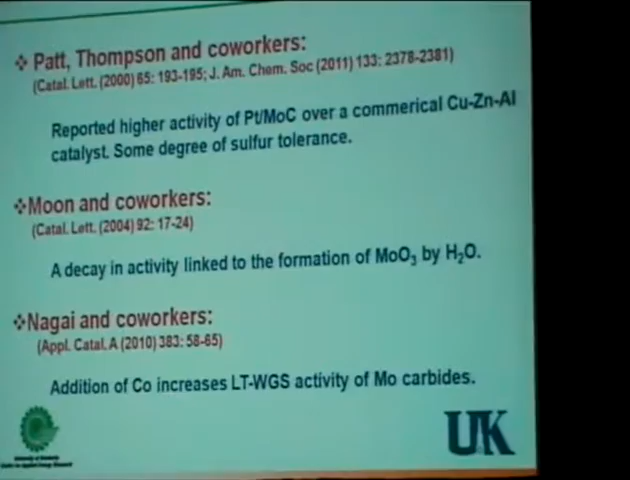 ❖ Patt, Thompson and coworkers:
(Catal. Lett. (2000) 65: 193-195; J. Am. Chem. Soc (2011) 133: 2378-2381)
Reported higher activity of Pt/MoC over a commerical Cu-Zn-Al
catalyst. Some degree of sulfur tolerance.
❖Moon and coworkers:
(Catal. Lett. (2004) 92: 17-24)
A decay in activity linked to the formation of MoO₃ by H₂O.
❖Nagai and coworkers:
(Appl. Catal. A (2010) 383: 58-65)
Addition of Co increases LT-WGS activity of Mo carbides.
UK